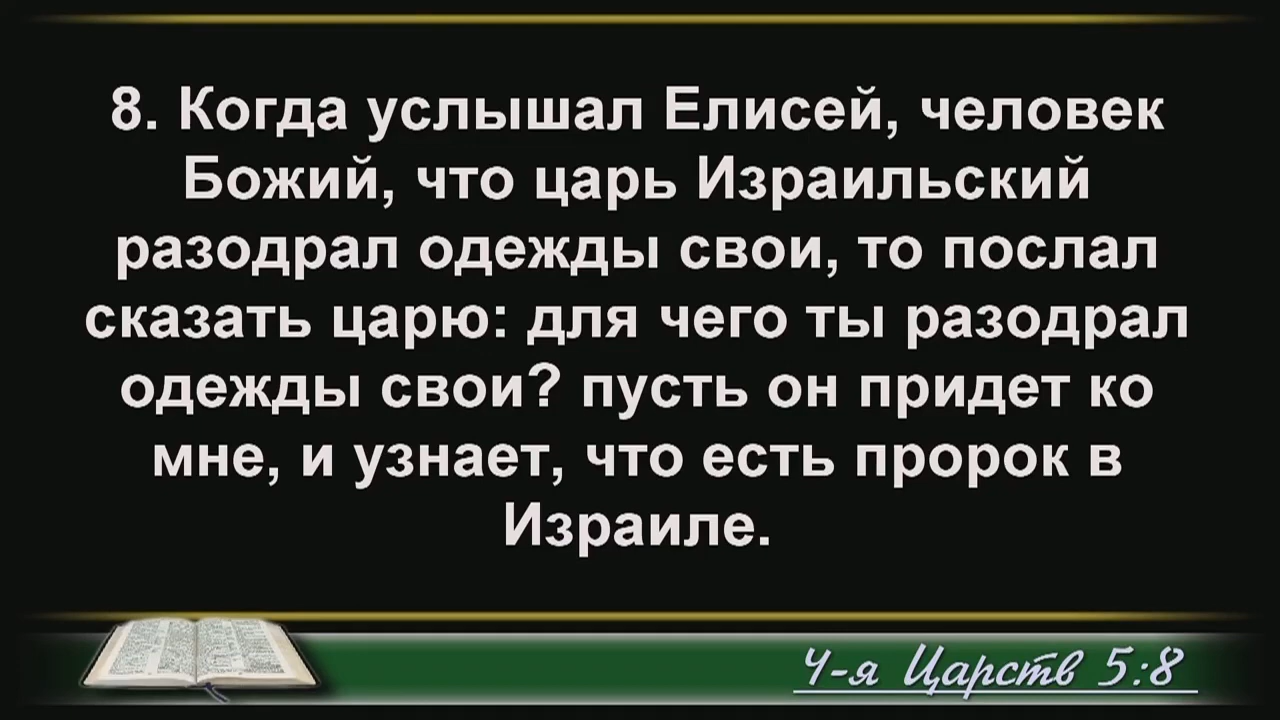 8. Когда услышал Елисей, человек
Божий, что царь Израильский
разодрал одежды свои, то послал
сказать царю: для чего ты разодрал
одежды свои? пусть он придет ко
мне, и узнает, что есть пророк в
Израиле.
4-я Царств 5:8